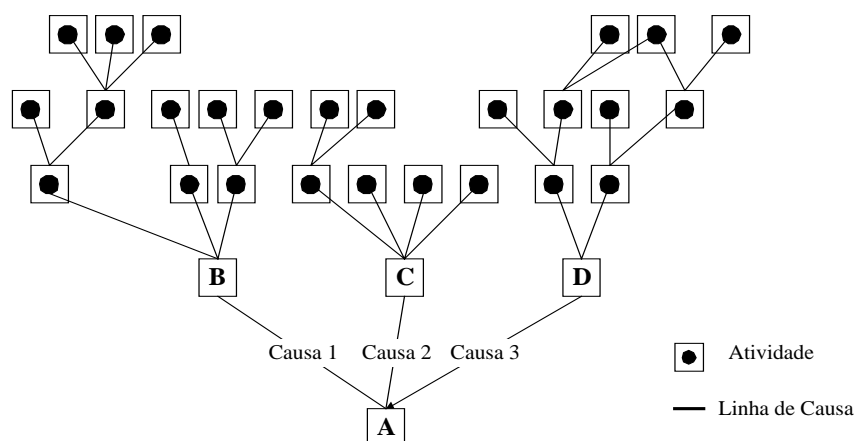 B
C
D
Causa 1
Causa 2
Causa 3
A
Atividade
Linha de Causa